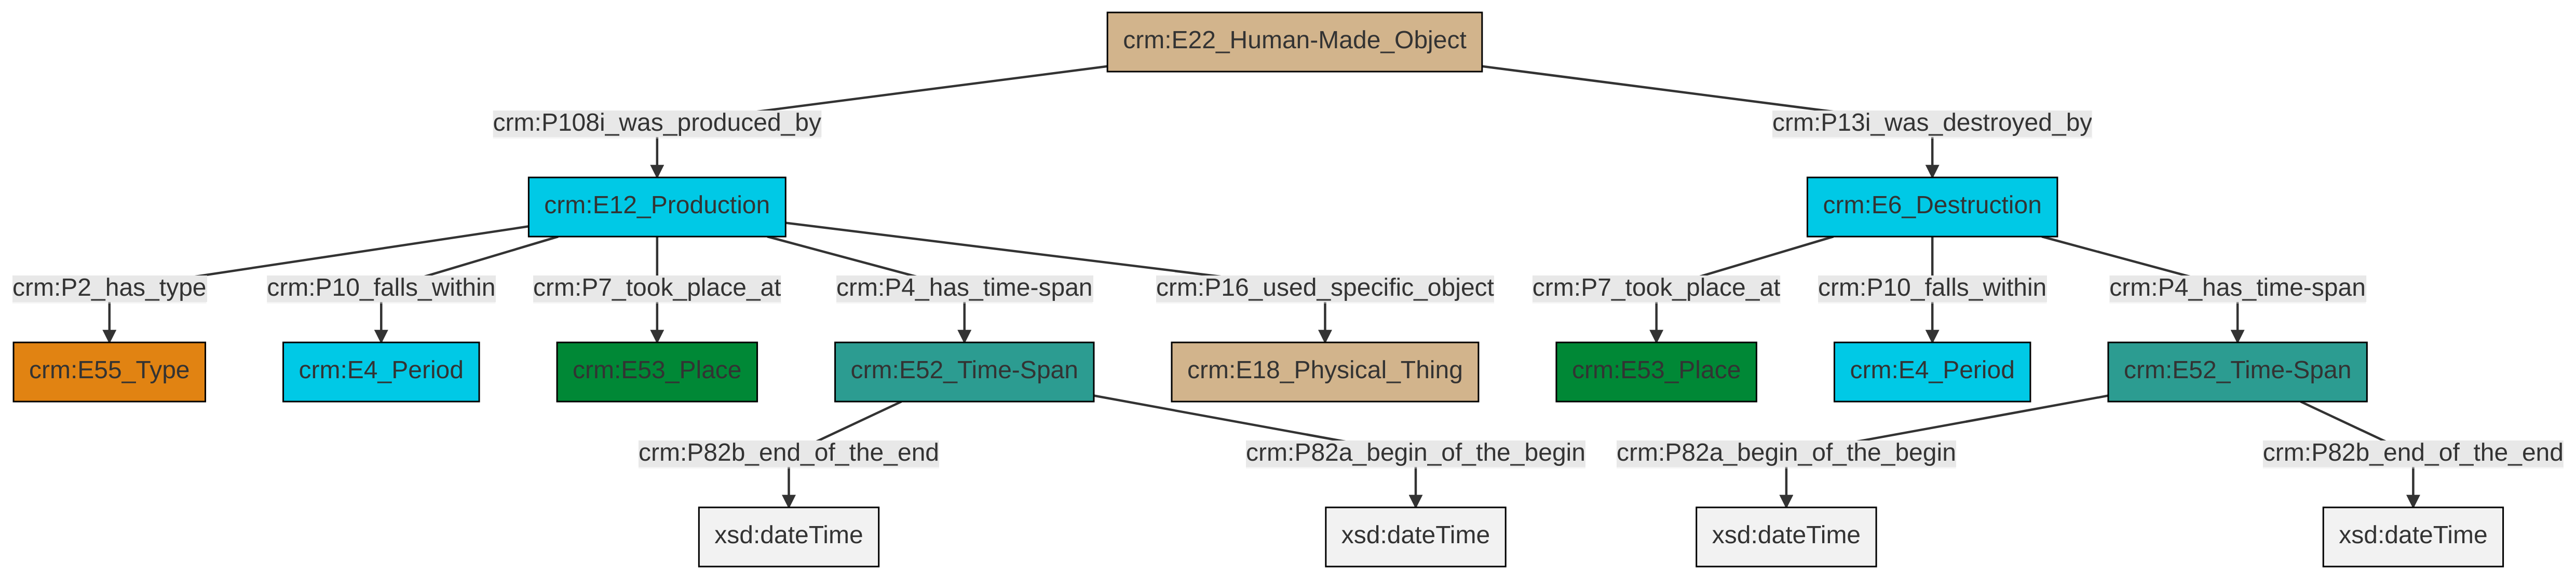 crm:E22_Human-Made_Object
crm:P108i_was_produced_by
crm:P13i_was_destroyed_by
crm:E12_Production
crm:E6_Destruction
crm:P2_has_type
crm:P10_falls_within
crm:P7_took_place_at
crm:P4_has_time-span
crm:P16_used_specific_object
crm:P7_took_place_at
crm:P10_falls_within
crm:P4_has_time-span
crm:E55_Type
crm:E4_Period
crm:E53_Place
crm:E52_Time-Span
crm:E18_Physical_Thing
crm:E53_Place
crm:E4_Period
crm:E52_Time-Span
crm:P82b_end_of_the_end
crm:P82a_begin_of_the_begin
crm:P82a_begin_of_the_begin
crm:P82b_end_of_the_end
xsd:dateTime
xsd:dateTime
xsd:dateTime
xsd:dateTime